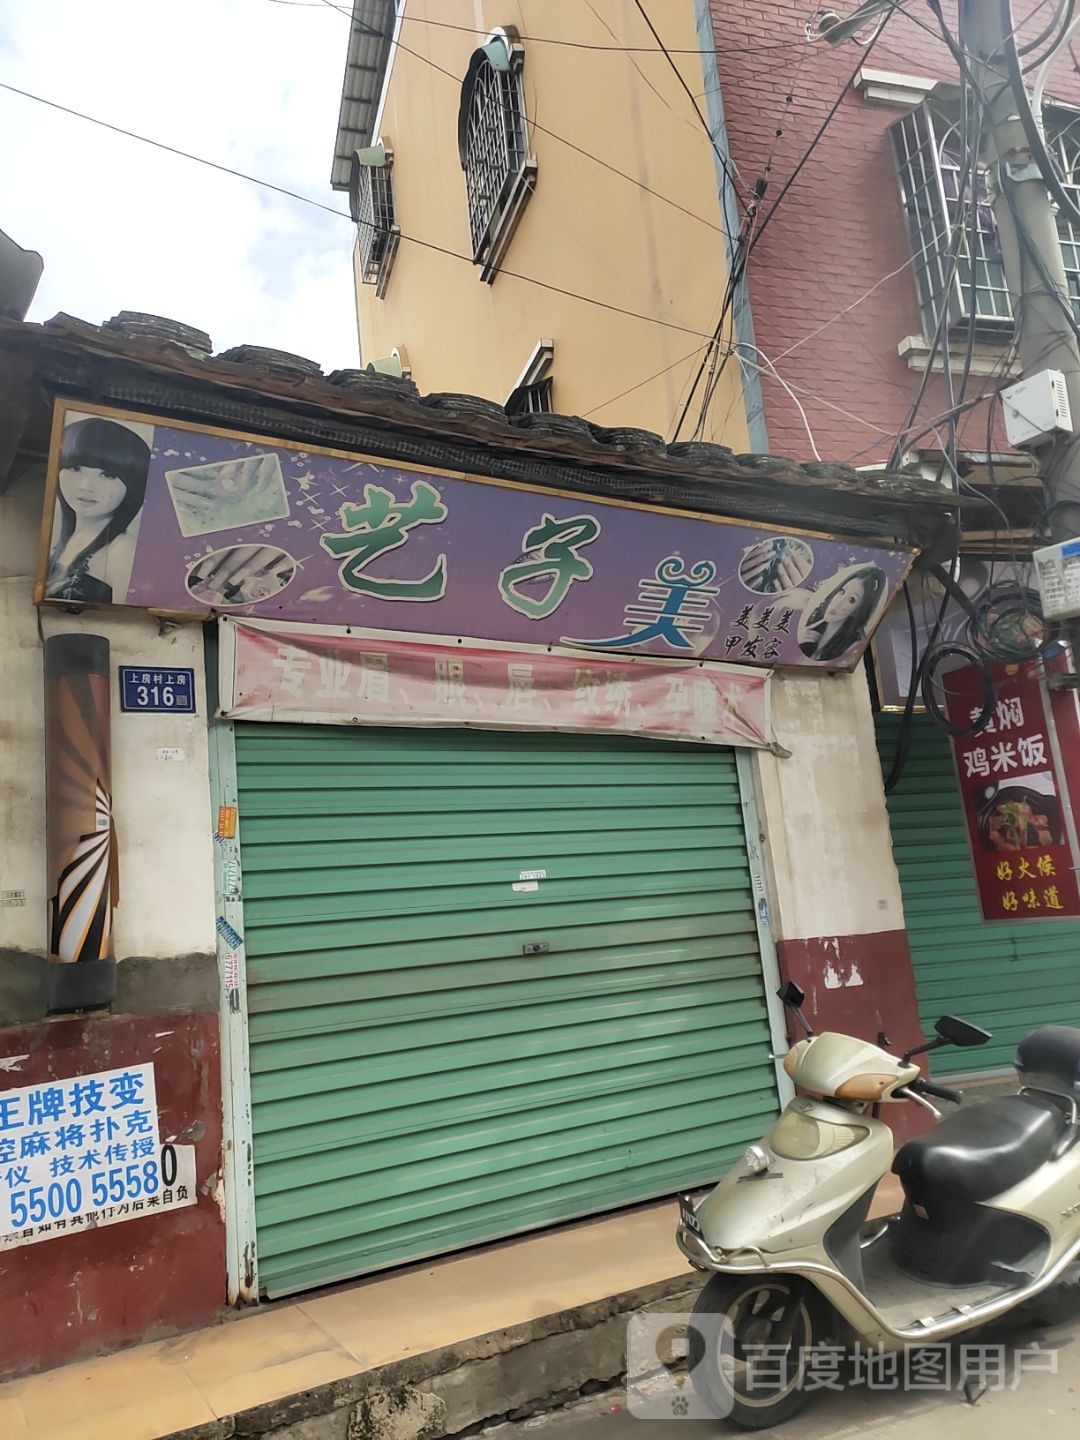 艺子美
美美美
甲发容
专业眉、眼、唇、纹绣、孕睫术
上房村上房
316
黄焖
鸡米饭
好火候
好味道
王牌技变
控麻将扑克
仪 技术传授
5500 5558
0
百度地图用户